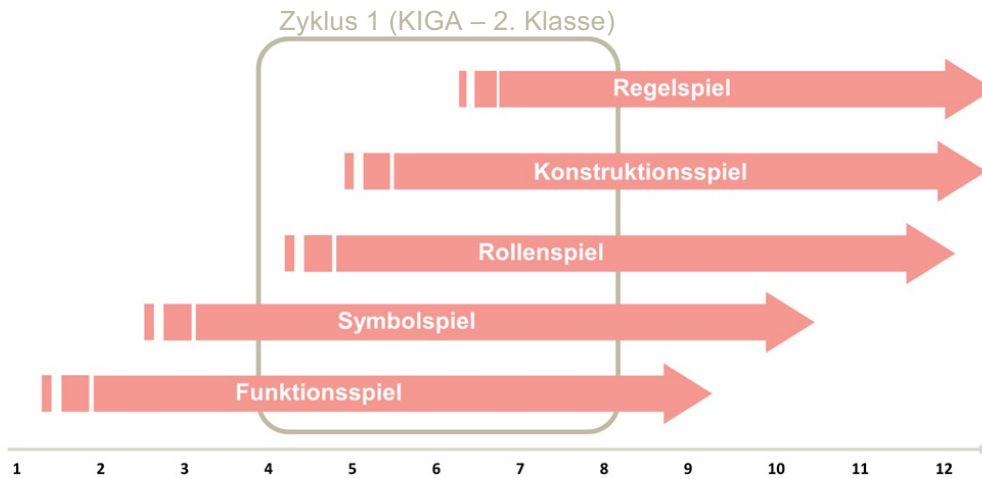 Zyklus 1 (KIGA – 2. Klasse)
Regelspiel
Konstruktionsspiel
Rollenspiel
Symbolspiel
Funktionsspiel
1 2 3 4 5 6 7 8 9 10 11 12